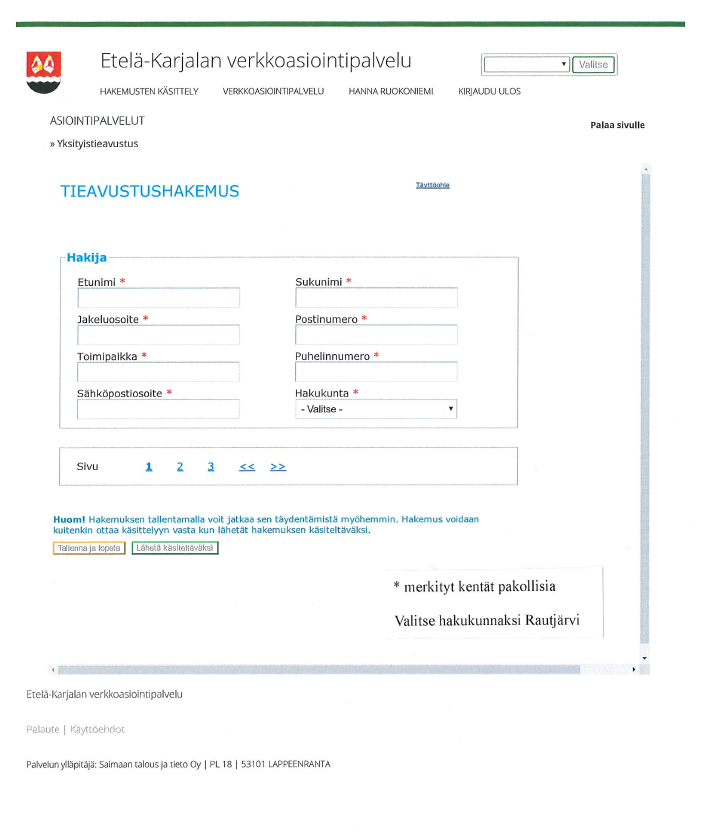 Etelä-Karjalan verkkoasiointipalvelu
Valitse
HAKEMUSTEN KÄSITTELY VERKKOASIOINTIPALVELU HANNA RUOKONIEMI KIRJAUDU ULOS
ASIOINTIPALVELUT
Palaa sivulle
» Yksityistieavustus
TIEAVUSTUSHAKEMUS
Täyttöohje
Hakija
Etunimi * Sukunimi *
Jakeluosoite * Postinumero *
Toimipaikka * Puhelinnumero *
Sähköpostiosoite * Hakukunta *
- Valitse -
Sivu 1 2 3 << >>
Huom! Hakemuksen tallentamalla voit jatkaa sen täydentämistä myöhemmin. Hakemus voidaan
kuitenkin ottaa käsittelyyn vasta kun lähetät hakemuksen käsiteltäväksi.
Tallenna ja lopeta Lähetä käsiteltäväksi
* merkityt kentät pakollisia
Valitse hakukunnaksi Rautjärvi
Etelä-Karjalan verkkoasiointipalvelu
Palaute | Käyttöehdot
Palvelun ylläpitäjä: Saimaan talous ja tieto Oy | PL 18 | 53101 LAPPEENRANTA